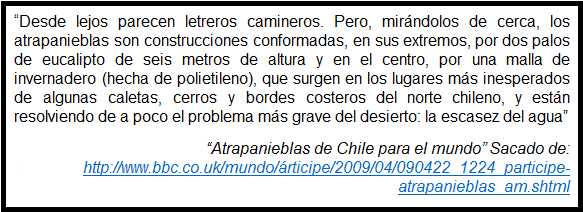 “Desde lejos parecen letreros camineros. Pero, mirándolos de cerca, los
atrapanieblas son construcciones conformadas, en sus extremos, por dos palos
de eucalipto de seis metros de altura y en el centro, por una malla de
invernadero (hecha de polietileno), que surgen en los lugares más inesperados
de algunas caletas, cerros y bordes costeros del norte chileno, y están
resolviendo de a poco el problema más grave del desierto: la escasez del agua”
“Atrapanieblas de Chile para el mundo” Sacado de:
http://www.bbc.co.uk/mundo/árticipe/2009/04/090422_1224_participe-
atrapanieblas_am.shtml